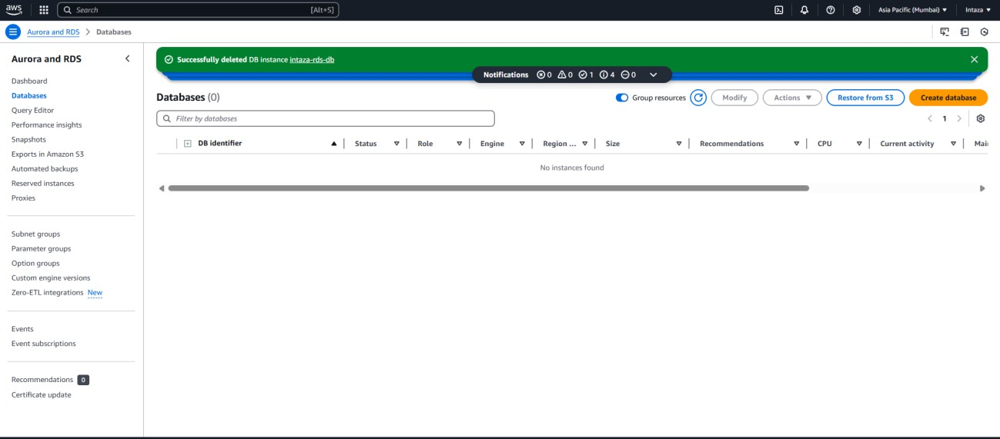 aws
Search [Alt+S]
Asia Pacific (Mumbai) ▼ Intaza ▼
Aurora and RDS > Databases
Aurora and RDS
Dashboard
Databases
Query Editor
Performance insights
Snapshots
Exports in Amazon S3
Automated backups
Reserved instances
Proxies
Subnet groups
Parameter groups
Option groups
Custom engine versions
Zero-ETL integrations New
Events
Event subscriptions
Recommendations 0
Certificate update
Successfully deleted DB instance intaza-rds-db
Notifications 0 0 1 4 0
Databases (0)
Group resources Modify Actions ▼ Restore from S3 Create database
Filter by databases
1
DB identifier Status Role Engine Region ... Size Recommendations CPU Current activity Mai
No instances found